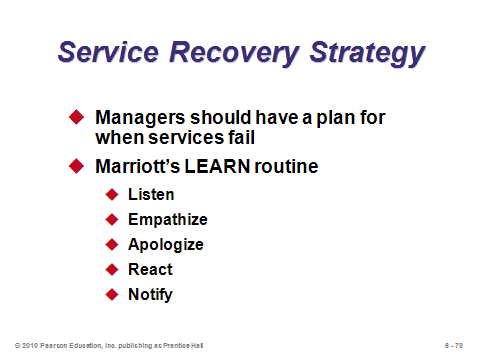 Service Recovery Strategy
Managers should have a plan for
when services fail
Marriott's LEARN routine
Listen
Empathize
Apologize
React
Notify
© 2010 Pearson Education, Inc. publishing as Prentice Hall
6 - 78